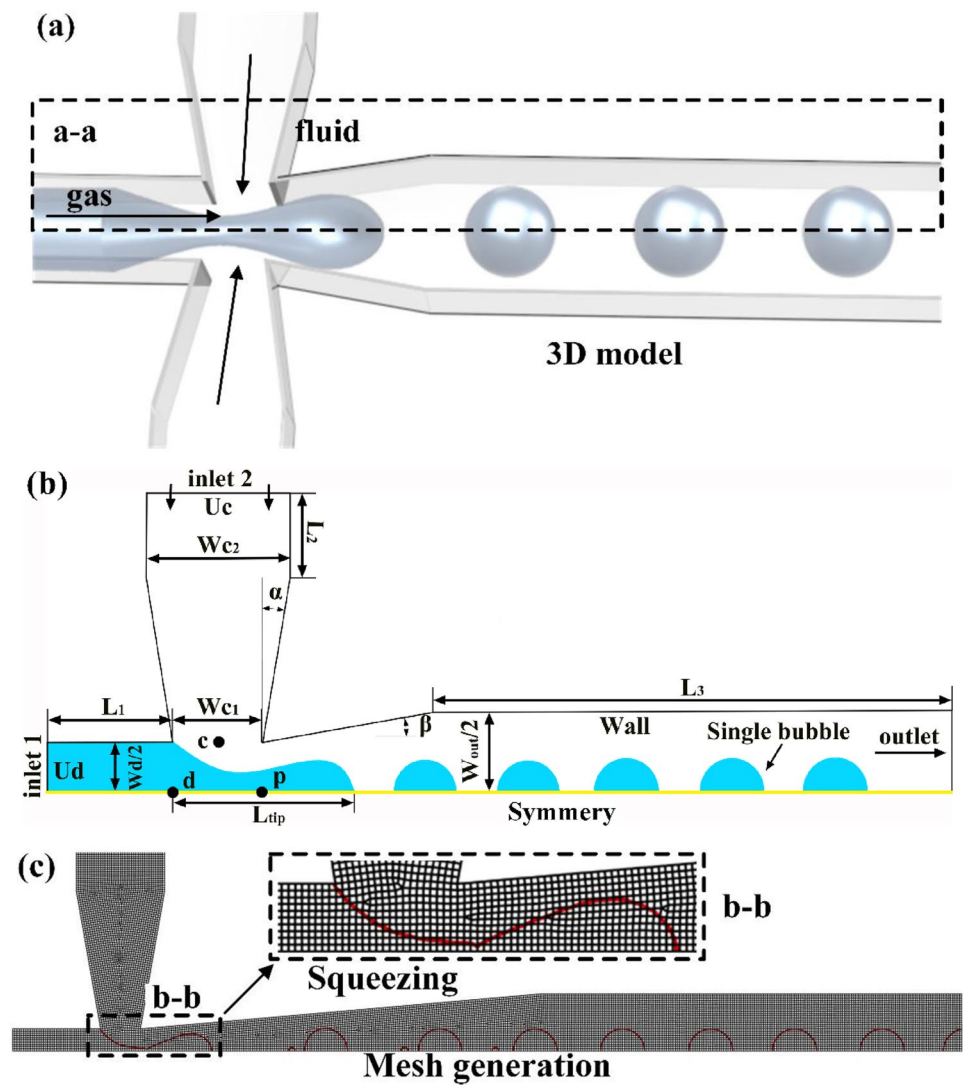 (a)
a-a
fluid
gas
3D model
(b)
inlet 2
Uc
L2
Wc2
α
L1
Wc1
L3
β
c
Wout/2
Wall
Single bubble
outlet
inlet 1
Ud
Wd/2
d
p
Ltip
Symmery
(c)
b-b
Squeezing
b-b
Mesh generation